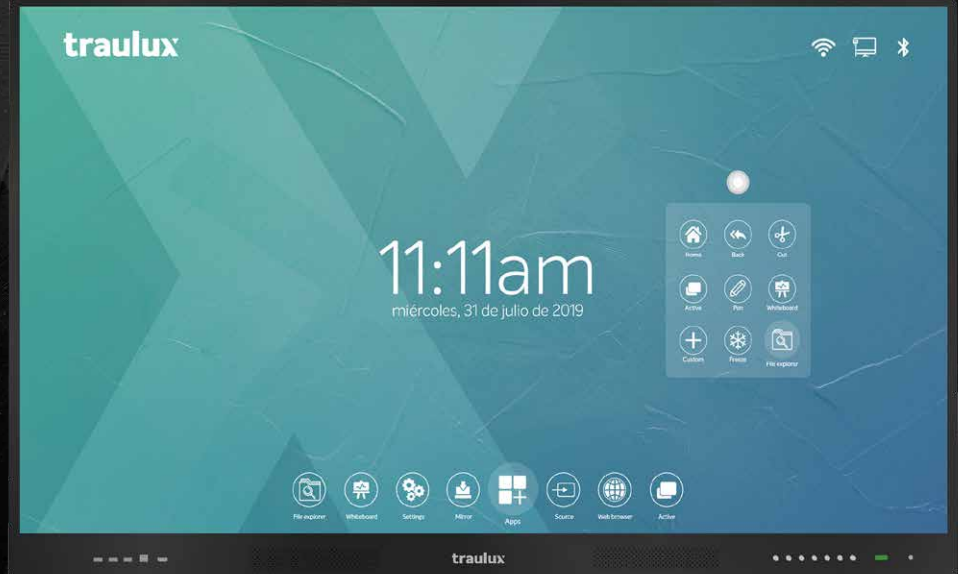 traulux
11:11am
miércoles, 31 de julio de 2019
Home Back Cut
Active Pen Whiteboard
Custom Freeze File explorer
File explorer Whiteboard Settings Mirror Apps Source Web browser Active
traulux